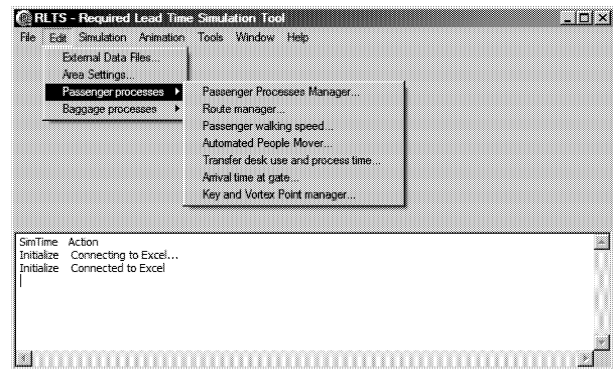 RLTS - Required Lead Time Simulation Tool
File Edit Simulation Animation Tools Window Help
External Data Files...
Area Settings...
Passenger processes
Baggage processes
Passenger Processes Manager...
Route manager...
Passenger walking speed...
Automated People Mover...
Transfer desk use and process time...
Arrival time at gate...
Key and Vortex Point manager...
SimTime Action
Initialize Connecting to Excel...
Initialize Connected to Excel